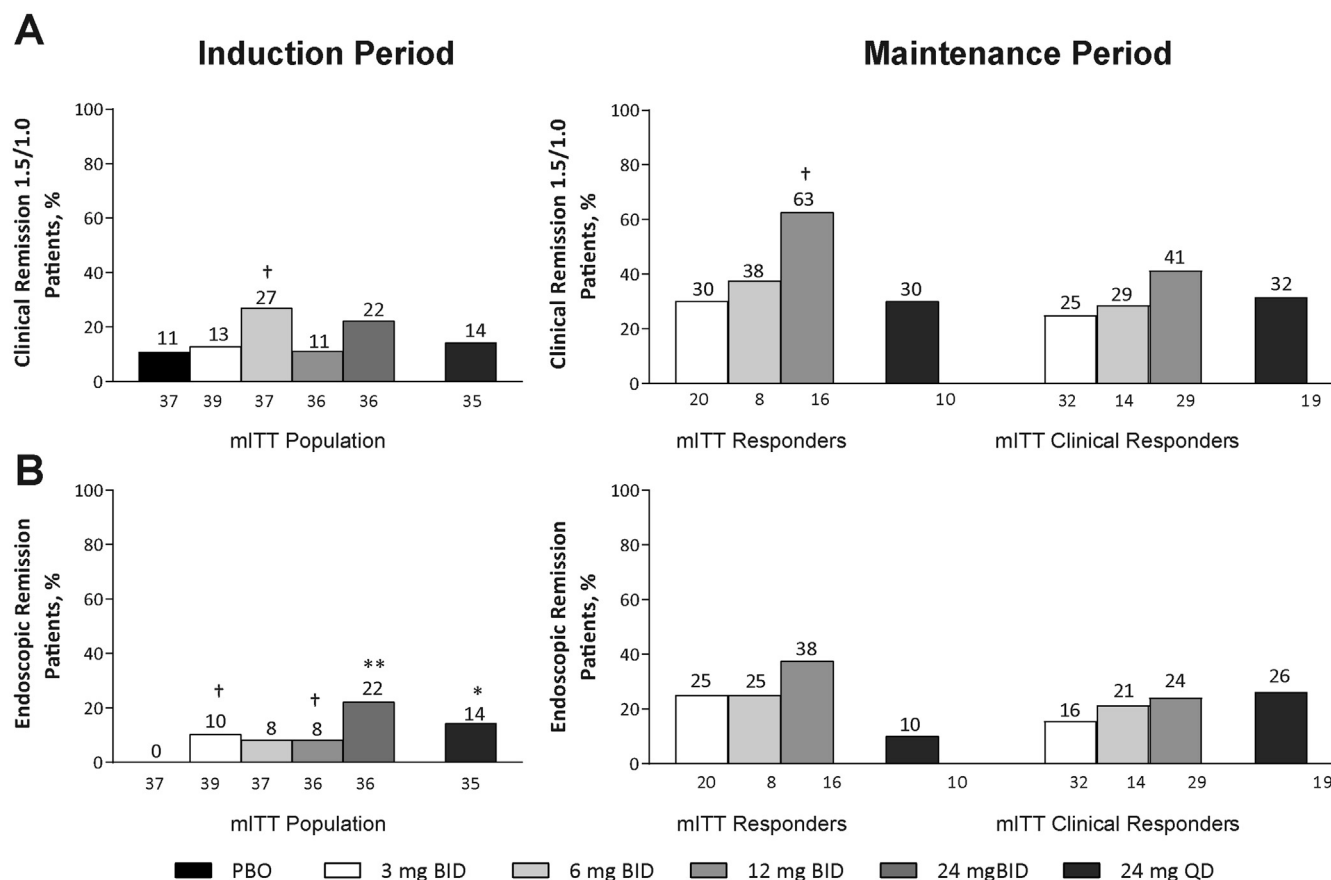 A
Induction Period
Maintenance Period
Clinical Remission 1.5/1.0
Patients, %
100
80
60
40
20
0
11
13
†
27
11
22
14
37 39 37 36 36 35
mITT Population
Clinical Remission 1.5/1.0
Patients, %
100
80
60
40
20
0
30
38
†
63
30
25
29
41
32
20 8 16 10 32 14 29 19
mITT Responders
mITT Clinical Responders
B
Endoscopic Remission
Patients, %
100
80
60
40
20
0
0
†
10
8
†
8
**
22
*
14
37 39 37 36 36 35
mITT Population
Endoscopic Remission
Patients, %
100
80
60
40
20
0
25
25
38
10
16
21
24
26
20 8 16 10 32 14 29 19
mITT Responders
mITT Clinical Responders
PBO 3 mg BID 6 mg BID 12 mg BID 24 mgBID 24 mg QD